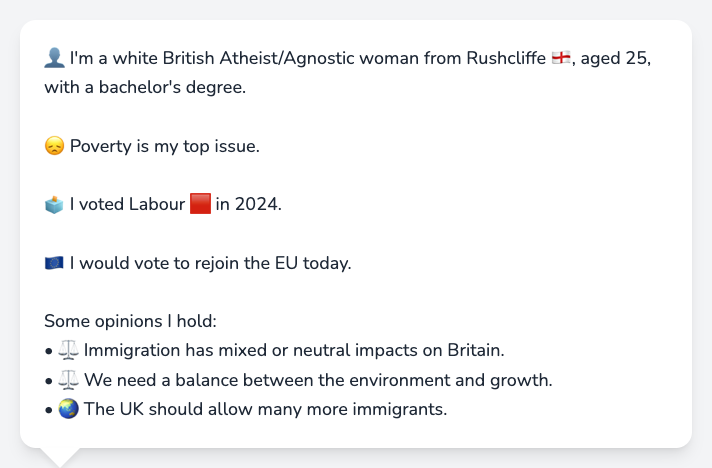 👤 I'm a white British Atheist/Agnostic woman from Rushcliffe 🏴󠁧󠁢󠁥󠁮󠁧󠁿, aged 25,
with a bachelor's degree.
😞 Poverty is my top issue.
🗳️ I voted Labour 🟥 in 2024.
🇪🇺 I would vote to rejoin the EU today.
Some opinions I hold:
• ⚖️ Immigration has mixed or neutral impacts on Britain.
• ⚖️ We need a balance between the environment and growth.
• 🌏 The UK should allow many more immigrants.